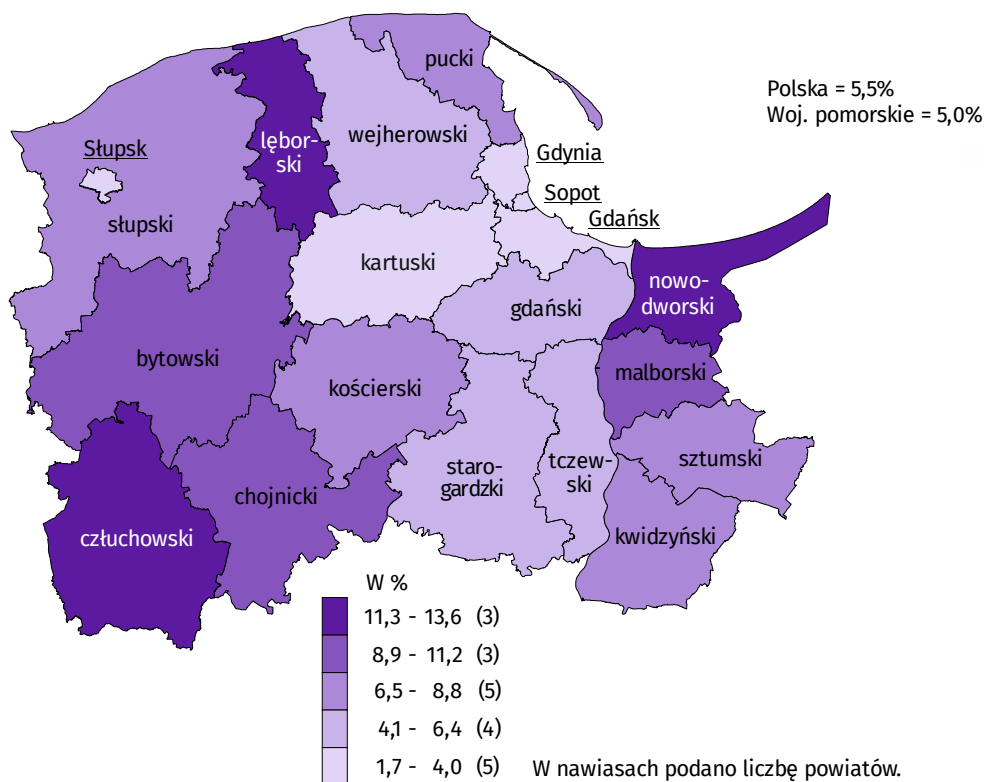 pucki
Polska = 5,5%
Woj. pomorskie = 5,0%
lębor-
ski
wejherowski
Słupsk
Gdynia
Sopot
Gdańsk
słupski
kartuski
nowo-
dworski
gdański
bytowski
kościerski
malborski
staro-
gardzki
tczew-
ski
sztumski
chojnicki
człuchowski
kwidzyński
W %
11,3 - 13,6 (3)
8,9 - 11,2 (3)
6,5 - 8,8 (5)
4,1 - 6,4 (4)
1,7 - 4,0 (5)
W nawiasach podano liczbę powiatów.